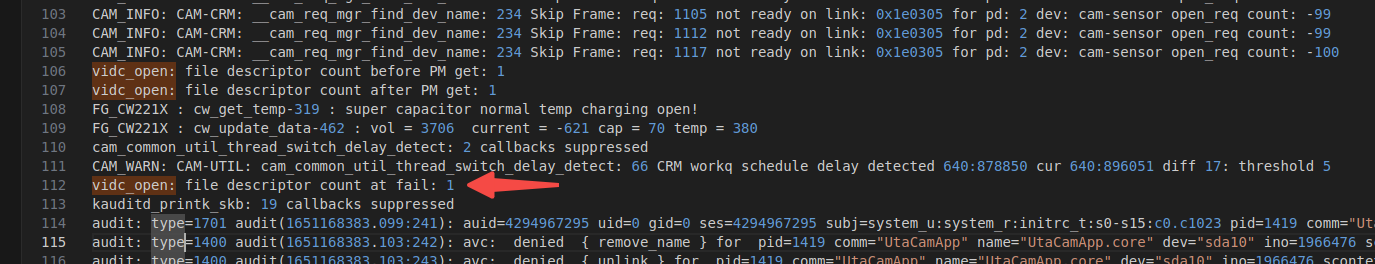 103 CAM_INFO: CAM-CRM: __cam_req_mgr_find_dev_name: 234 Skip Frame: req: 1105 not ready on link: 0x1e0305 for pd: 2 dev: cam-sensor open_req count: -99
104 CAM_INFO: CAM-CRM: __cam_req_mgr_find_dev_name: 234 Skip Frame: req: 1112 not ready on link: 0x1e0305 for pd: 2 dev: cam-sensor open_req count: -99
105 CAM_INFO: CAM-CRM: __cam_req_mgr_find_dev_name: 234 Skip Frame: req: 1117 not ready on link: 0x1e0305 for pd: 2 dev: cam-sensor open_req count: -100
106 vidc_open: file descriptor count before PM get: 1
107 vidc_open: file descriptor count after PM get: 1
108 FG_CW221X : cw_get_temp-319 : super capacitor normal temp charging open!
109 FG_CW221X : cw_update_data-462 : vol = 3706  current = -621 cap = 70 temp = 380
110 cam_common_util_thread_switch_delay_detect: 2 callbacks suppressed
111 CAM_WARN: CAM-UTIL: cam_common_util_thread_switch_delay_detect: 66 CRM workq schedule delay detected 640:878850 cur 640:896051 diff 17: threshold 5
112 vidc_open: file descriptor count at fail: 1
113 kauditd_printk_skb: 19 callbacks suppressed
114 audit: type=1701 audit(1651168383.099:241): auid=4294967295 uid=0 gid=0 ses=4294967295 subj=system_u:system_r:initrc_t:s0-s15:c0.c1023 pid=1419 comm="Uta
115 audit: type=1400 audit(1651168383.103:242): avc:  denied  { remove_name } for  pid=1419 comm="UtaCamApp" name="UtaCamApp.core" dev="sda10" ino=1966476 sc
116 audit: type=1400 audit(1651168383.103:243): avc:  denied  { unlink } for  pid=1419 comm="UtaCamApp" name="UtaCamApp.core" dev="sda10" ino=1966476 sconte